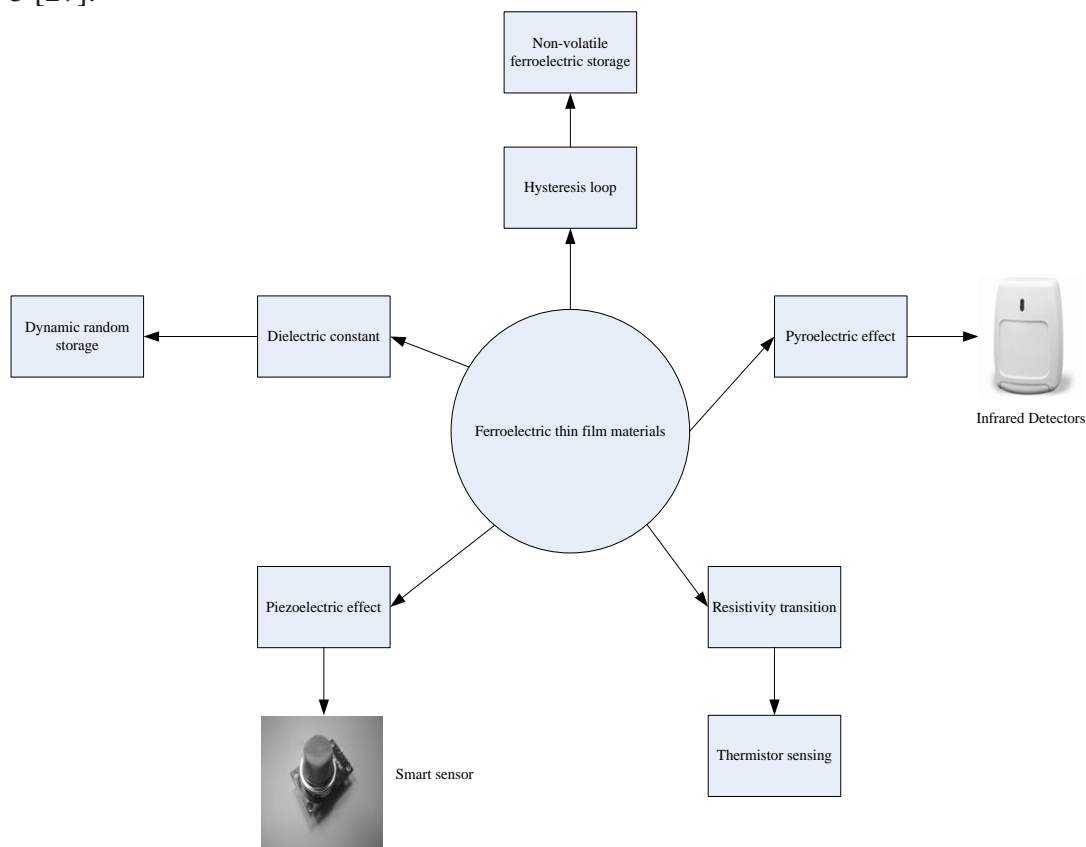 [27].
Non-volatile
ferroelectric storage
Hysteresis loop
Dynamic random
storage
Dielectric constant
Pyroelectric effect
Infrared Detectors
Ferroelectric thin film materials
Piezoelectric effect
Resistivity transition
Smart sensor
Thermistor sensing